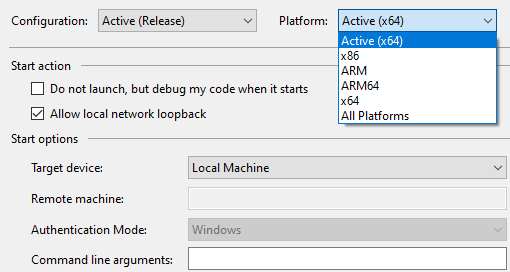 Configuration: Active (Release) Platform: Active (x64)
Active (x64)
x86
ARM
ARM64
x64
All Platforms
Start action
Do not launch, but debug my code when it starts
Allow local network loopback
Start options
Target device: Local Machine
Remote machine:
Authentication Mode: Windows
Command line arguments: